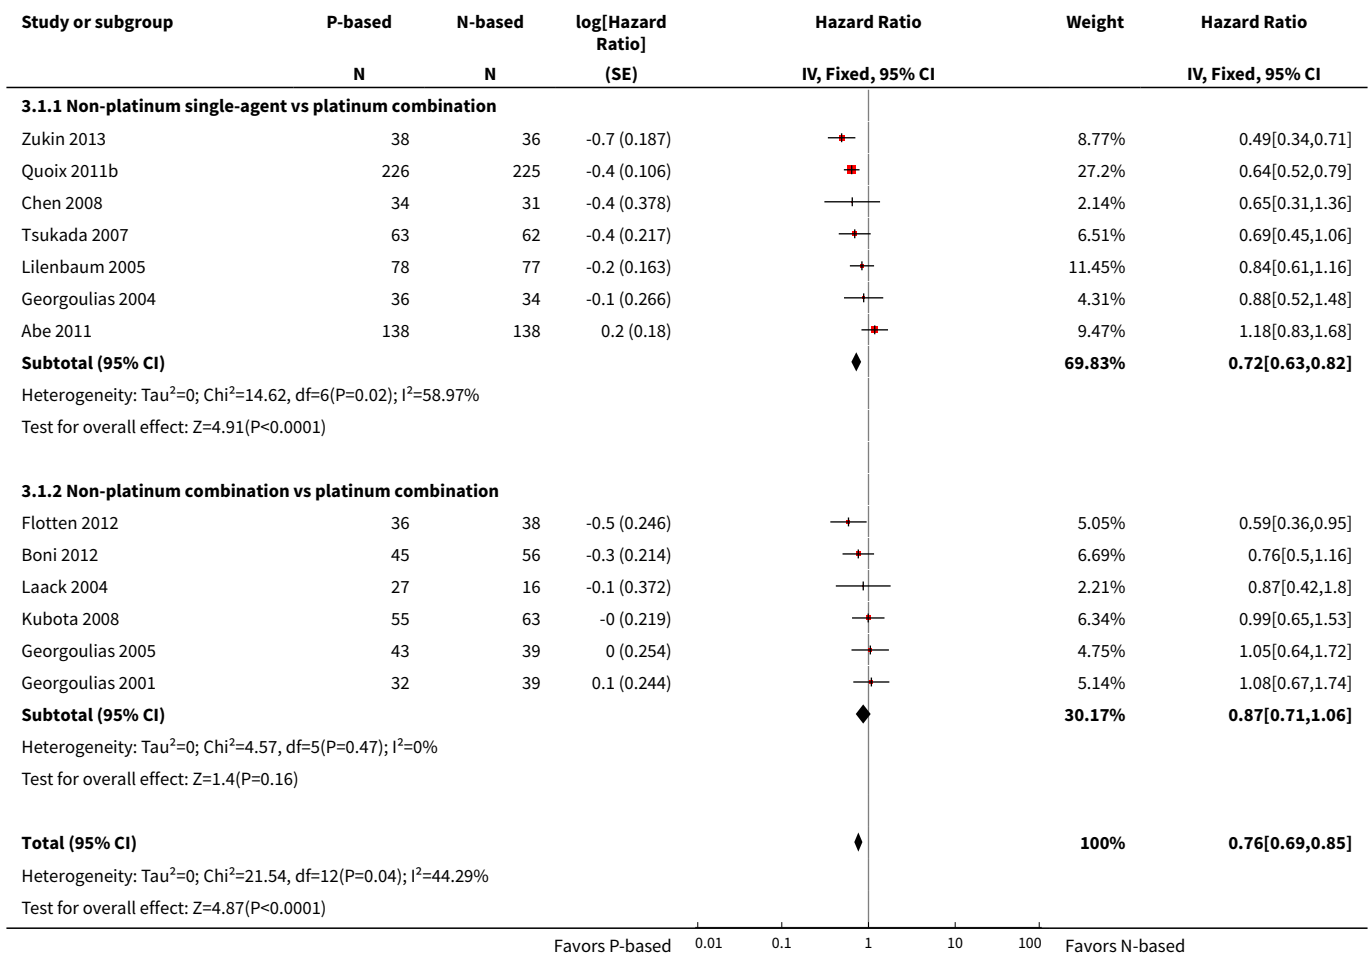 Study or subgroup P-based N-based log[Hazard Ratio] Hazard Ratio Weight Hazard Ratio
N N (SE) IV, Fixed, 95% CI IV, Fixed, 95% CI
3.1.1 Non-platinum single-agent vs platinum combination
Zukin 2013 38 36 -0.7 (0.187) 8.77% 0.49[0.34,0.71]
Quoix 2011b 226 225 -0.4 (0.106) 27.2% 0.64[0.52,0.79]
Chen 2008 34 31 -0.4 (0.378) 2.14% 0.65[0.31,1.36]
Tsukada 2007 63 62 -0.4 (0.217) 6.51% 0.69[0.45,1.06]
Lilenbaum 2005 78 77 -0.2 (0.163) 11.45% 0.84[0.61,1.16]
Georgoulias 2004 36 34 -0.1 (0.266) 4.31% 0.88[0.52,1.48]
Abe 2011 138 138 0.2 (0.18) 9.47% 1.18[0.83,1.68]
Subtotal (95% CI) 69.83% 0.72[0.63,0.82]
Heterogeneity: Tau²=0; Chi²=14.62, df=6(P=0.02); I²=58.97%
Test for overall effect: Z=4.91(P<0.0001)
3.1.2 Non-platinum combination vs platinum combination
Flotten 2012 36 38 -0.5 (0.246) 5.05% 0.59[0.36,0.95]
Boni 2012 45 56 -0.3 (0.214) 6.69% 0.76[0.5,1.16]
Laack 2004 27 16 -0.1 (0.372) 2.21% 0.87[0.42,1.8]
Kubota 2008 55 63 -0 (0.219) 6.34% 0.99[0.65,1.53]
Georgoulias 2005 43 39 0 (0.254) 4.75% 1.05[0.64,1.72]
Georgoulias 2001 32 39 0.1 (0.244) 5.14% 1.08[0.67,1.74]
Subtotal (95% CI) 30.17% 0.87[0.71,1.06]
Heterogeneity: Tau²=0; Chi²=4.57, df=5(P=0.47); I²=0%
Test for overall effect: Z=1.4(P=0.16)
Total (95% CI) 100% 0.76[0.69,0.85]
Heterogeneity: Tau²=0; Chi²=21.54, df=12(P=0.04); I²=44.29%
Test for overall effect: Z=4.87(P<0.0001)
Favors P-based 0.01 0.1 1 10 100 Favors N-based